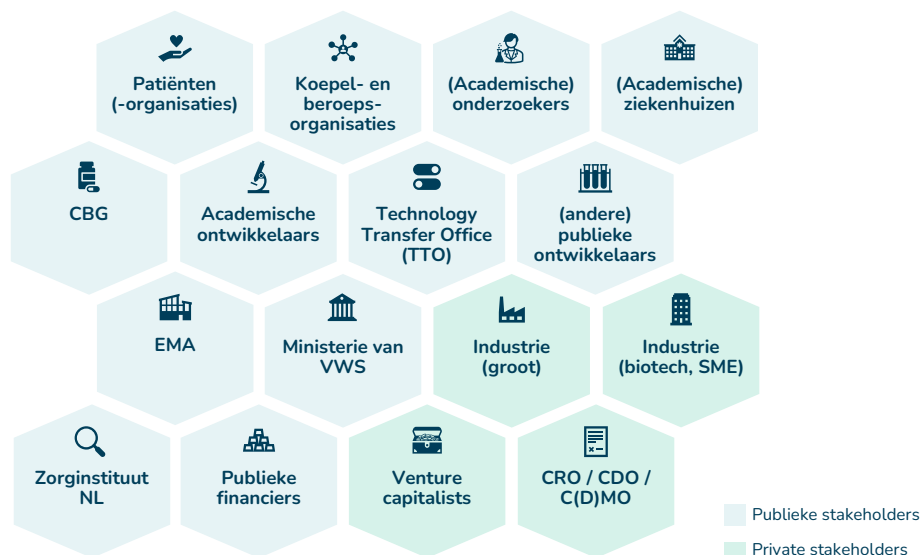 Patiënten
(-organisaties)
Koepel- en
beroeps-
organisaties
(Academische)
onderzoekers
(Academische)
ziekenhuizen
CBG
Academische
ontwikkelaars
Technology
Transfer Office
(TTO)
(andere)
publieke
ontwikkelaars
EMA
Ministerie van
VWS
Industrie
(groot)
Industrie
(biotech, SME)
Zorginstituut
NL
Publieke
financiers
Venture
capitalists
CRO / CDO /
C(D)MO
Publieke stakeholders
Private stakeholders